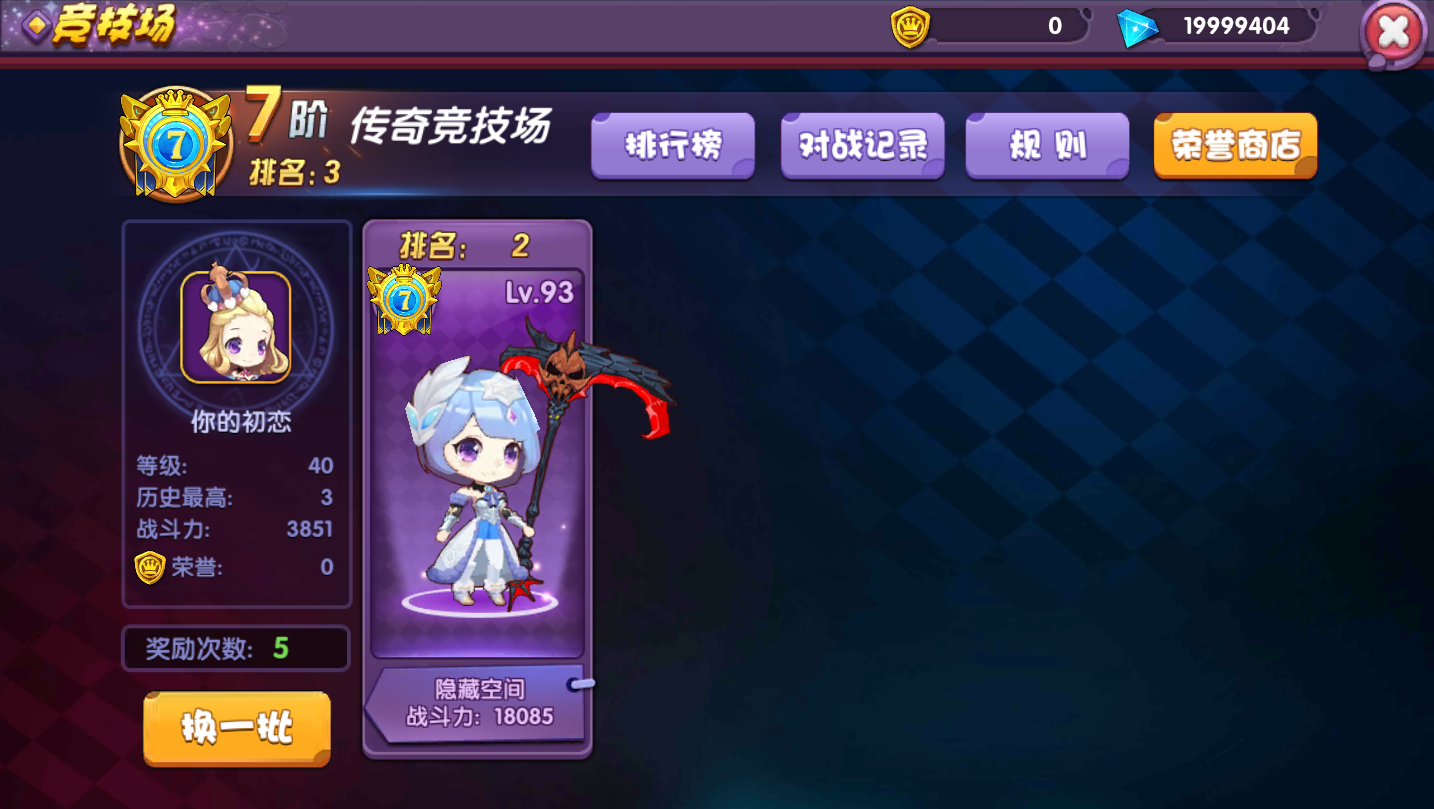 竞技场
0
19999404
7
7阶
传奇竞技场
排名:3
排行榜
对战记录
规则
荣誉商店
你的初恋
等级: 40
历史最高: 3
战斗力: 3851
荣誉: 0
奖励次数: 5
换一批
排名: 2
7
Lv.93
隐藏空间
战斗力: 18085